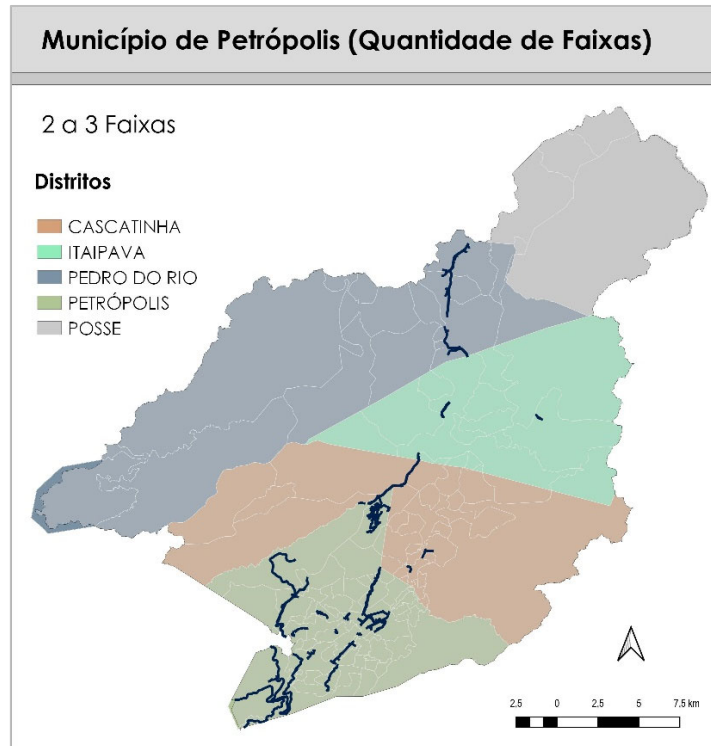 Município de Petrópolis (Quantidade de Faixas)
2 a 3 Faixas
Distritos
CASCATINHA
ITAIPAVA
PEDRO DO RIO
PETRÓPOLIS
POSSE
2.5 0 2.5 5 7.5 km